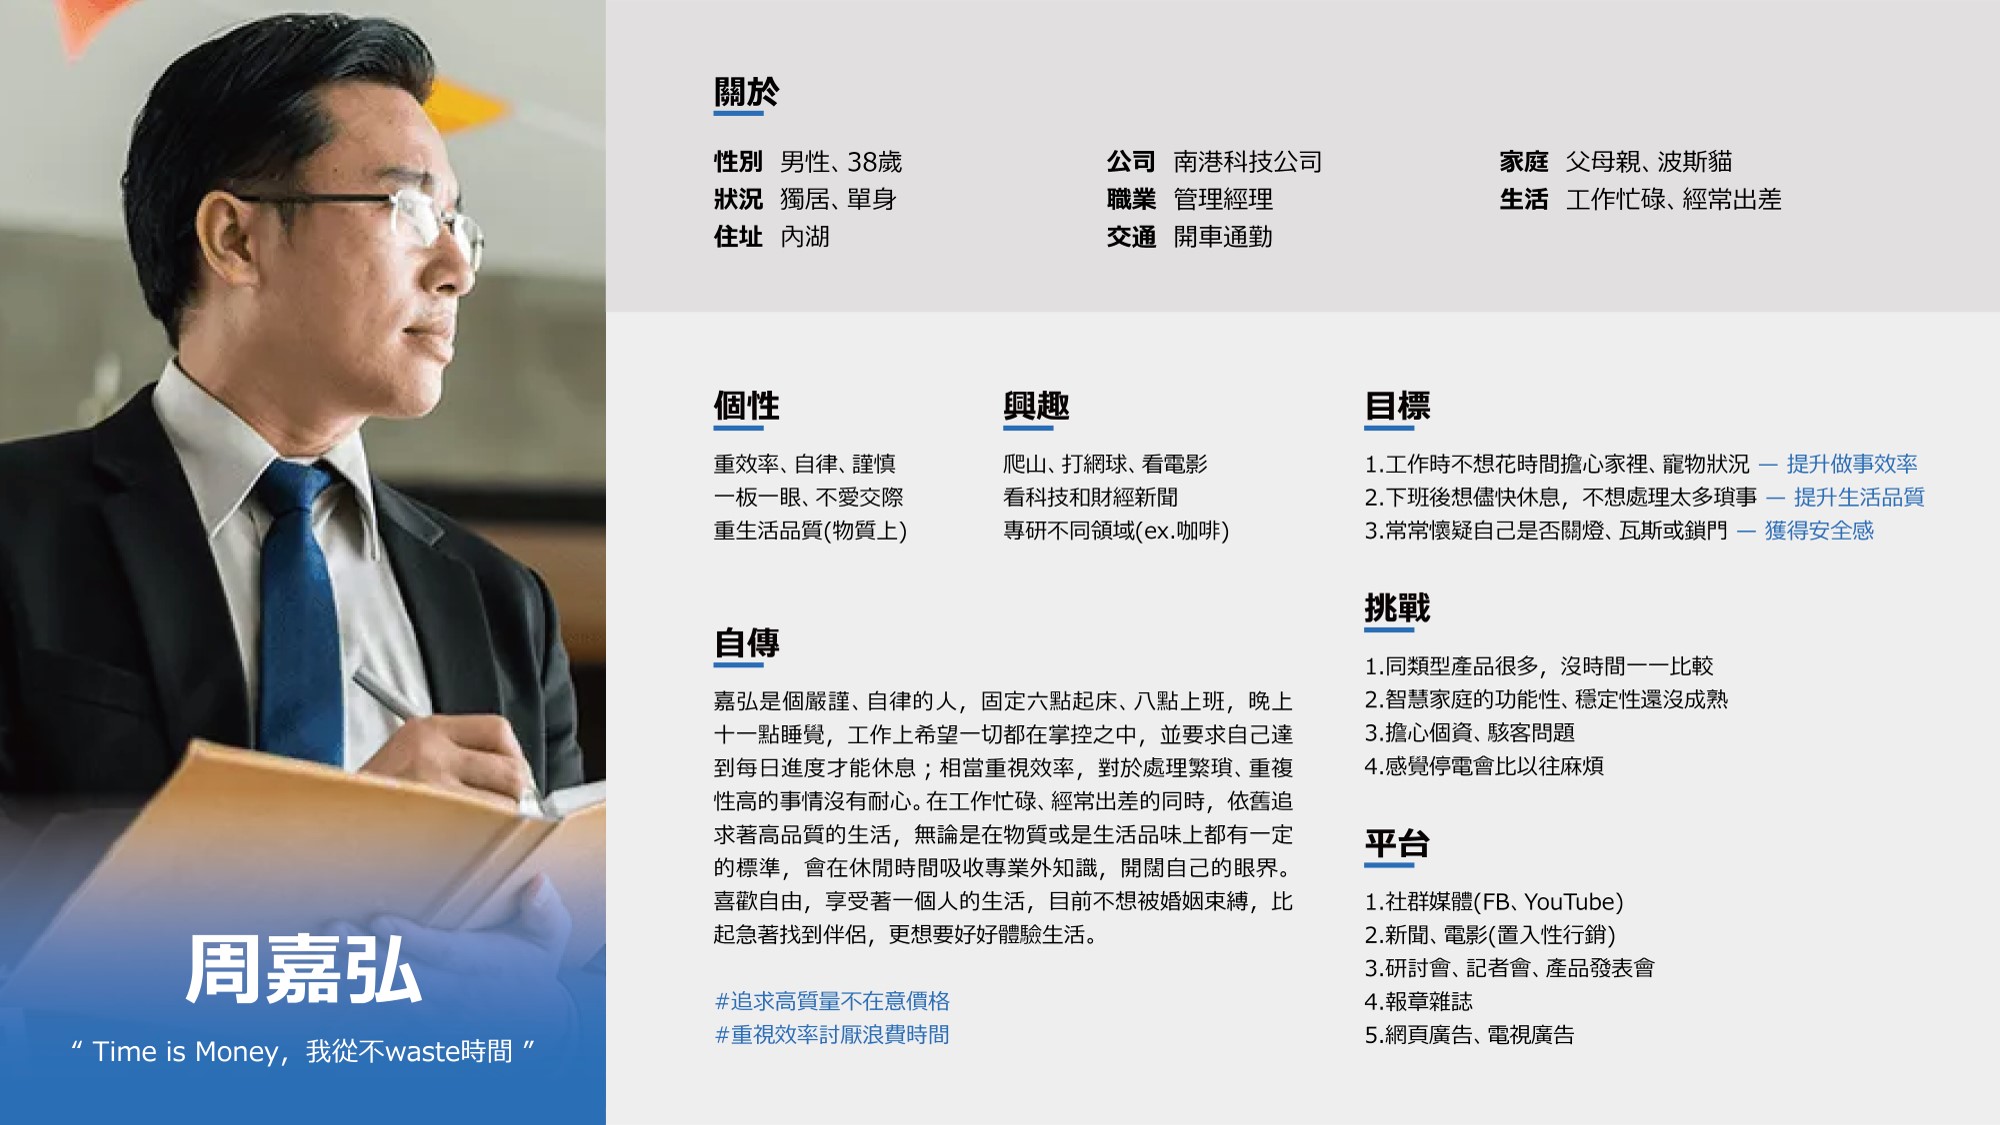 周嘉弘
“ Time is Money，我從不waste時間 ”
關於
性別 男性、38歲
狀況 獨居、單身
住址 內湖
公司 南港科技公司
職業 管理經理
交通 開車通勤
家庭 父母親、波斯貓
生活 工作忙碌、經常出差
個性
重效率、自律、謹慎
一板一眼、不愛交際
重生活品質(物質上)
興趣
爬山、打網球、看電影
看科技和財經新聞
專研不同領域(ex.咖啡)
自傳
嘉弘是個嚴謹、自律的人，固定六點起床、八點上班，晚上
十一點睡覺，工作上希望一切都在掌控之中，並要求自己達
到每日進度才能休息；相當重視效率，對於處理繁瑣、重複
性高的事情沒有耐心。在工作忙碌、經常出差的同時，依舊追
求著高品質的生活，無論是在物質或是生活品味上都有一定
的標準，會在休閒時間吸收專業外知識，開闊自己的眼界。
喜歡自由，享受著一個人的生活，目前不想被婚姻束縛，比
起急著找到伴侶，更想要好好體驗生活。
#追求高質量不在意價格
#重視效率討厭浪費時間
目標
1.工作時不想花時間擔心家裡、寵物狀況 — 提升做事效率
2.下班後想儘快休息，不想處理太多瑣事 — 提升生活品質
3.常常懷疑自己是否關燈、瓦斯或鎖門 — 獲得安全感
挑戰
1.同類型產品很多，沒時間一一比較
2.智慧家庭的功能性、穩定性還沒成熟
3.擔心個資、駭客問題
4.感覺停電會比以往麻煩
平台
1.社群媒體(FB、YouTube)
2.新聞、電影(置入性行銷)
3.研討會、記者會、產品發表會
4.報章雜誌
5.網頁廣告、電視廣告